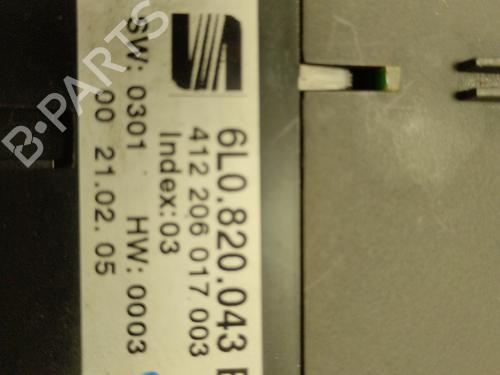 6L0.820.043
412 206 017 003
Index:03
SW: 0301 HW: 0003
00 21.02.05
B-PARTS